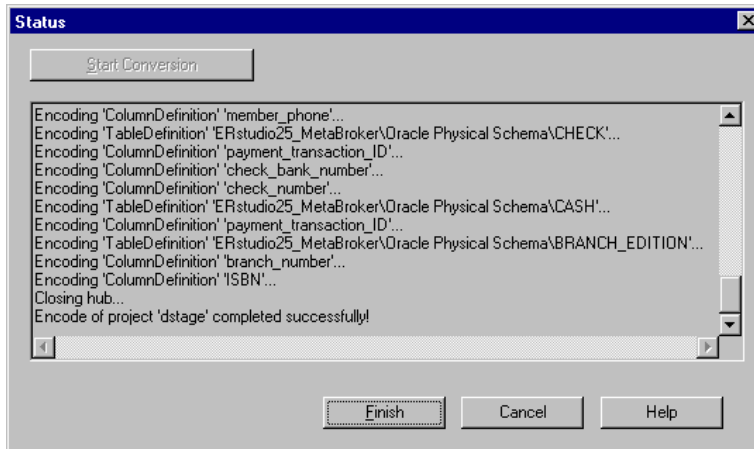 Status
Start Conversion
Encoding 'ColumnDefinition' 'member_phone'...
Encoding 'TableDefinition' 'ERstudio25_MetaBroker\Oracle Physical Schema\CHECK'...
Encoding 'ColumnDefinition' 'payment_transaction_ID'...
Encoding 'ColumnDefinition' 'check_bank_number'...
Encoding 'ColumnDefinition' 'check_number'...
Encoding 'TableDefinition' 'ERstudio25_MetaBroker\Oracle Physical Schema\CASH'...
Encoding 'ColumnDefinition' 'payment_transaction_ID'...
Encoding 'TableDefinition' 'ERstudio25_MetaBroker\Oracle Physical Schema\BRANCH_EDITION'...
Encoding 'ColumnDefinition' 'branch_number'...
Encoding 'ColumnDefinition' 'ISBN'...
Closing hub...
Encode of project 'dstage' completed successfully!
Finish Cancel Help